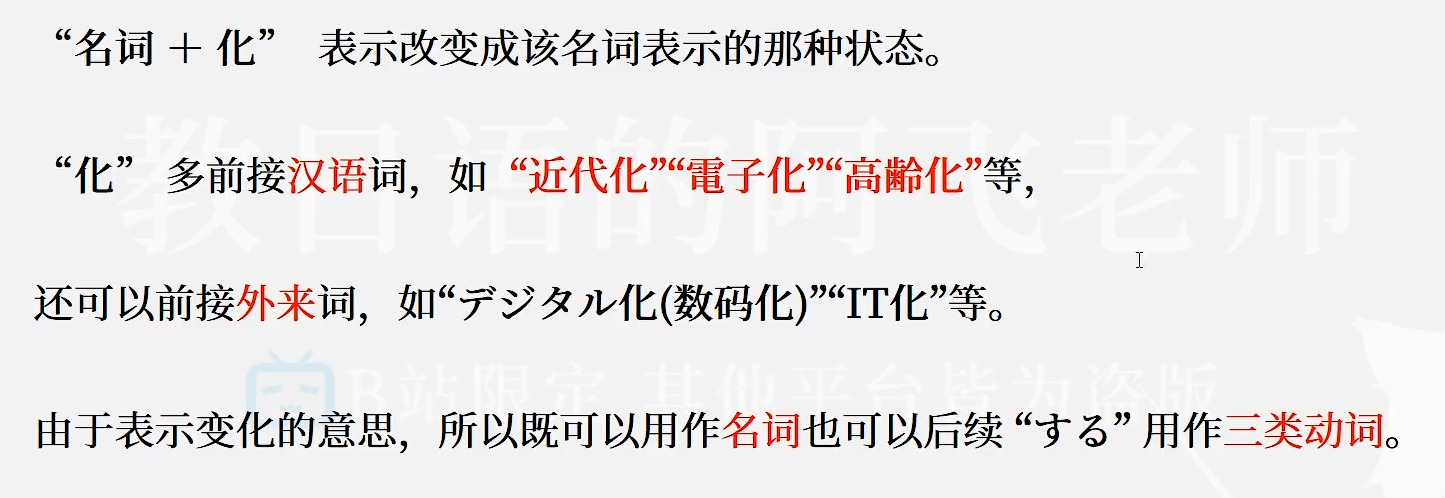 “名词 ＋ 化” 表示改变成该名词表示的那种状态。
教日语的阿飞老师
“化” 多前接汉语词，如 “近代化”“電子化”“高齢化”等，
还可以前接外来词，如“デジタル化(数码化)”“IT化”等。
B站限定 其他平台皆为盗版
由于表示变化的意思，所以既可以用作名词也可以后续 “する” 用作三类动词。